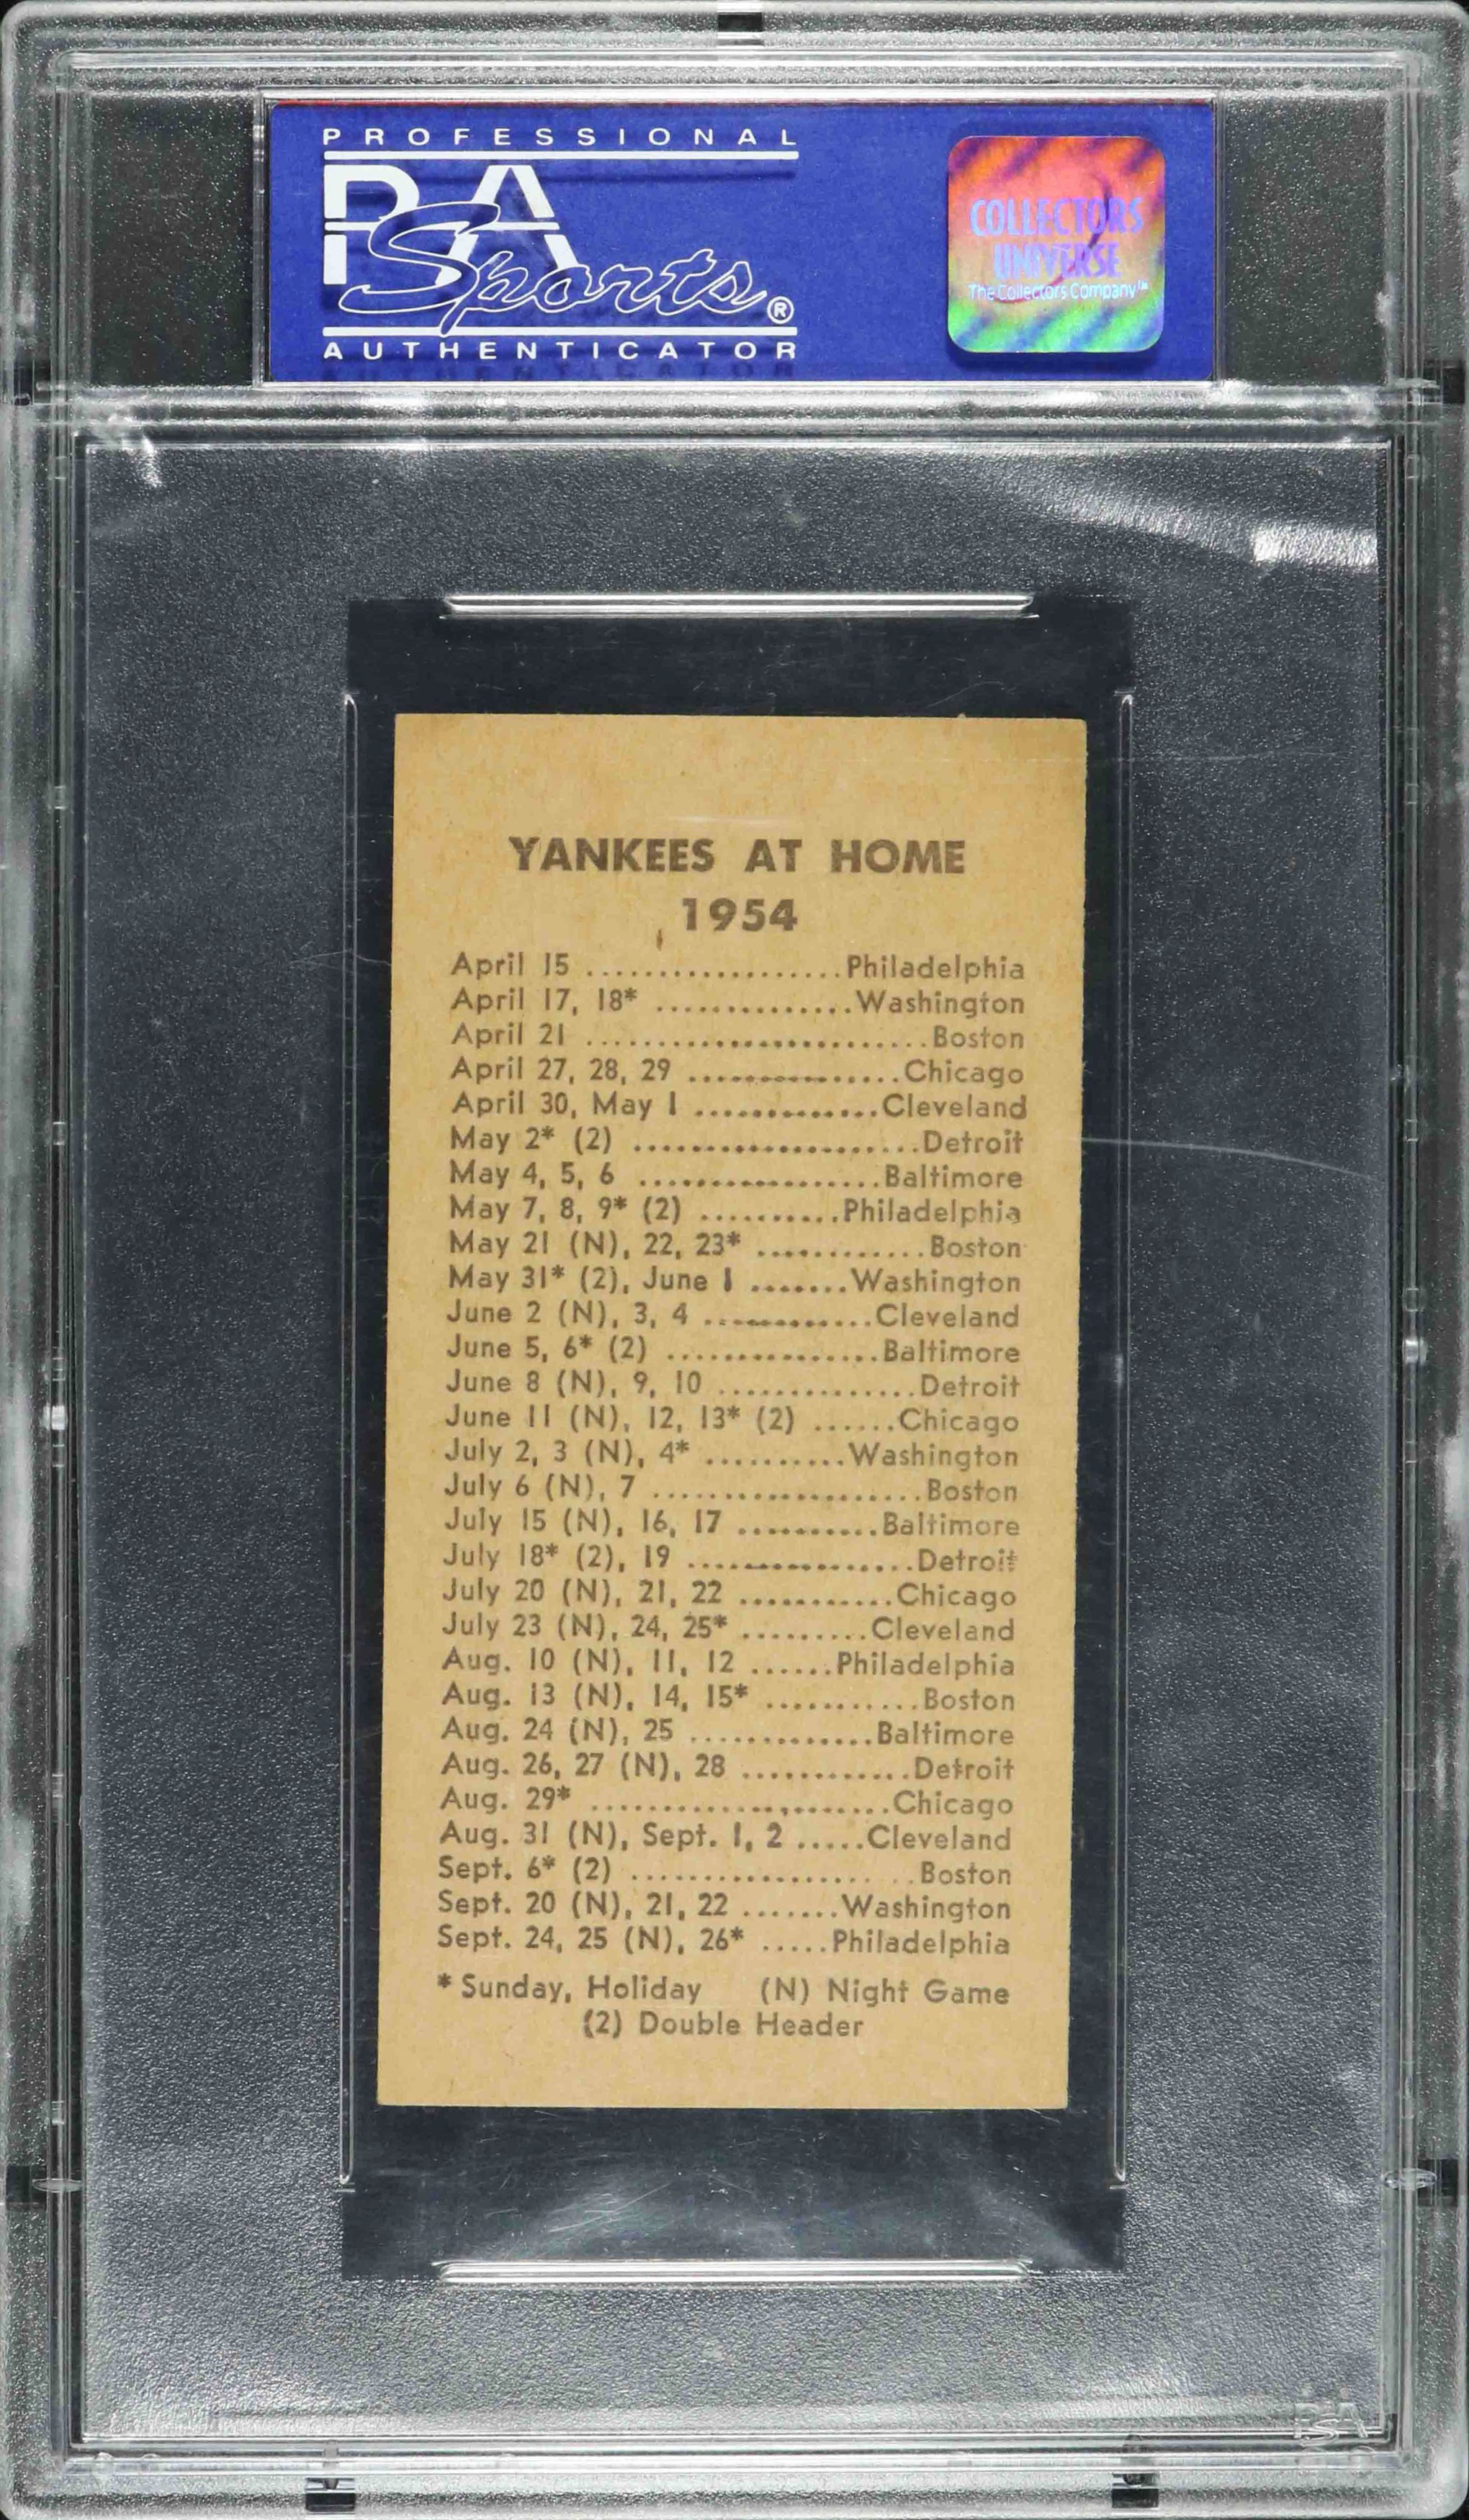 PROFESSIONAL
PSA
Sports®
AUTHENTICATOR
COLLECTORS
UNIVERSE
The Collectors Company™
YANKEES AT HOME
1954
April 15 ..................Philadelphia
April 17, 18* ..............Washington
April 21 ........................Boston
April 27, 28, 29 ...............Chicago
April 30, May 1 .............Cleveland
May 2* (2) ....................Detroit
May 4, 5, 6 .................Baltimore
May 7, 8, 9* (2) ..........Philadelphia
May 21 (N), 22, 23* ............Boston
May 31* (2), June 1 .......Washington
June 2 (N), 3, 4 ............Cleveland
June 5, 6* (2) ...............Baltimore
June 8 (N), 9, 10 ..............Detroit
June 11 (N), 12, 13* (2) ......Chicago
July 2, 3 (N), 4* ..........Washington
July 6 (N), 7 ...................Boston
July 15 (N), 16, 17 ..........Baltimore
July 18* (2), 19 ................Detroit
July 20 (N), 21, 22 ...........Chicago
July 23 (N), 24, 25* .........Cleveland
Aug. 10 (N), 11, 12 ......Philadelphia
Aug. 13 (N), 14, 15* ...........Boston
Aug. 24 (N), 25 .............Baltimore
Aug. 26, 27 (N), 28 ............Detroit
Aug. 29* .....................Chicago
Aug. 31 (N), Sept. 1, 2 .....Cleveland
Sept. 6* (2) ....................Boston
Sept. 20 (N), 21, 22 .......Washington
Sept. 24, 25 (N), 26* .....Philadelphia
* Sunday, Holiday (N) Night Game
(2) Double Header
PSA